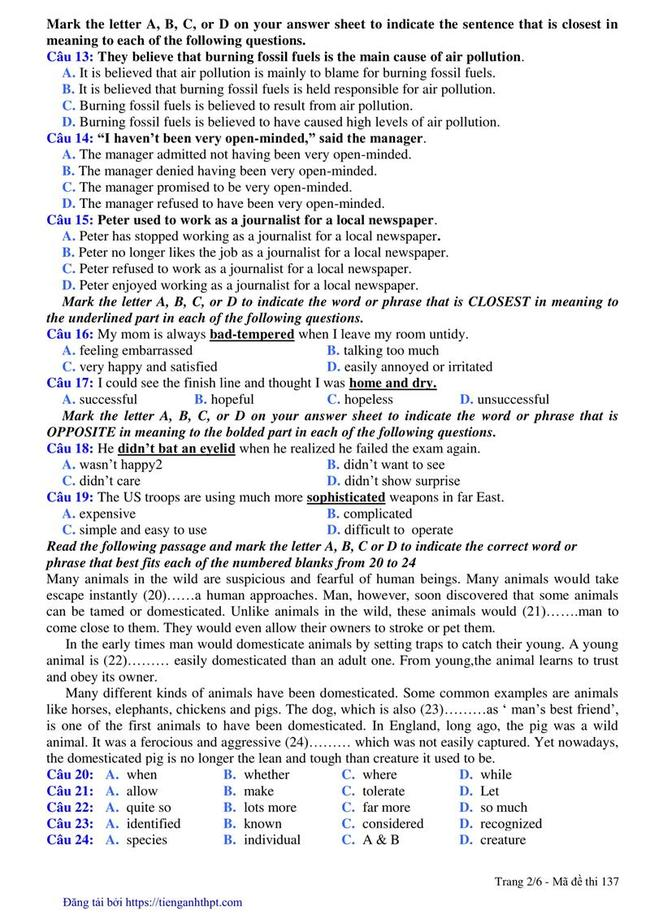 Mark the letter A, B, C, or D on your answer sheet to indicate the sentence that is closest in
meaning to each of the following questions.
Câu 13: They believe that burning fossil fuels is the main cause of air pollution.
A. It is believed that air pollution is mainly to blame for burning fossil fuels.
B. It is believed that burning fossil fuels is held responsible for air pollution.
C. Burning fossil fuels is believed to result from air pollution.
D. Burning fossil fuels is believed to have caused high levels of air pollution.
Câu 14: “I haven’t been very open-minded,” said the manager.
A. The manager admitted not having been very open-minded.
B. The manager denied having been very open-minded.
C. The manager promised to be very open-minded.
D. The manager refused to have been very open-minded.
Câu 15: Peter used to work as a journalist for a local newspaper.
A. Peter has stopped working as a journalist for a local newspaper.
B. Peter no longer likes the job as a journalist for a local newspaper.
C. Peter refused to work as a journalist for a local newspaper.
D. Peter enjoyed working as a journalist for a local newspaper.
Mark the letter A, B, C, or D to indicate the word or phrase that is CLOSEST in meaning to
the underlined part in each of the following questions.
Câu 16: My mom is always bad-tempered when I leave my room untidy.
A. feeling embarrassed B. talking too much
C. very happy and satisfied D. easily annoyed or irritated
Câu 17: I could see the finish line and thought I was home and dry.
A. successful B. hopeful C. hopeless D. unsuccessful
Mark the letter A, B, C, or D on your answer sheet to indicate the word or phrase that is
OPPOSITE in meaning to the bolded part in each of the following questions.
Câu 18: He didn’t bat an eyelid when he realized he failed the exam again.
A. wasn’t happy2 B. didn’t want to see
C. didn’t care D. didn’t show surprise
Câu 19: The US troops are using much more sophisticated weapons in far East.
A. expensive B. complicated
C. simple and easy to use D. difficult to operate
Read the following passage and mark the letter A, B, C or D to indicate the correct word or
phrase that best fits each of the numbered blanks from 20 to 24
Many animals in the wild are suspicious and fearful of human beings. Many animals would take
escape instantly (20)……a human approaches. Man, however, soon discovered that some animals
can be tamed or domesticated. Unlike animals in the wild, these animals would (21)…….man to
come close to them. They would even allow their owners to stroke or pet them.
In the early times man would domesticate animals by setting traps to catch their young. A young
animal is (22)……… easily domesticated than an adult one. From young,the animal learns to trust
and obey its owner.
Many different kinds of animals have been domesticated. Some common examples are animals
like horses, elephants, chickens and pigs. The dog, which is also (23)………as ‘ man’s best friend’,
is one of the first animals to have been domesticated. In England, long ago, the pig was a wild
animal. It was a ferocious and aggressive (24)……… which was not easily captured. Yet nowadays,
the domesticated pig is no longer the lean and tough than creature it used to be.
Câu 20: A. when B. whether C. where D. while
Câu 21: A. allow B. make C. tolerate D. Let
Câu 22: A. quite so B. lots more C. far more D. so much
Câu 23: A. identified B. known C. considered D. recognized
Câu 24: A. species B. individual C. A & B D. creature
Trang 2/6 - Mã đề thi 137
Đăng tải bởi https://tienganhthpt.com